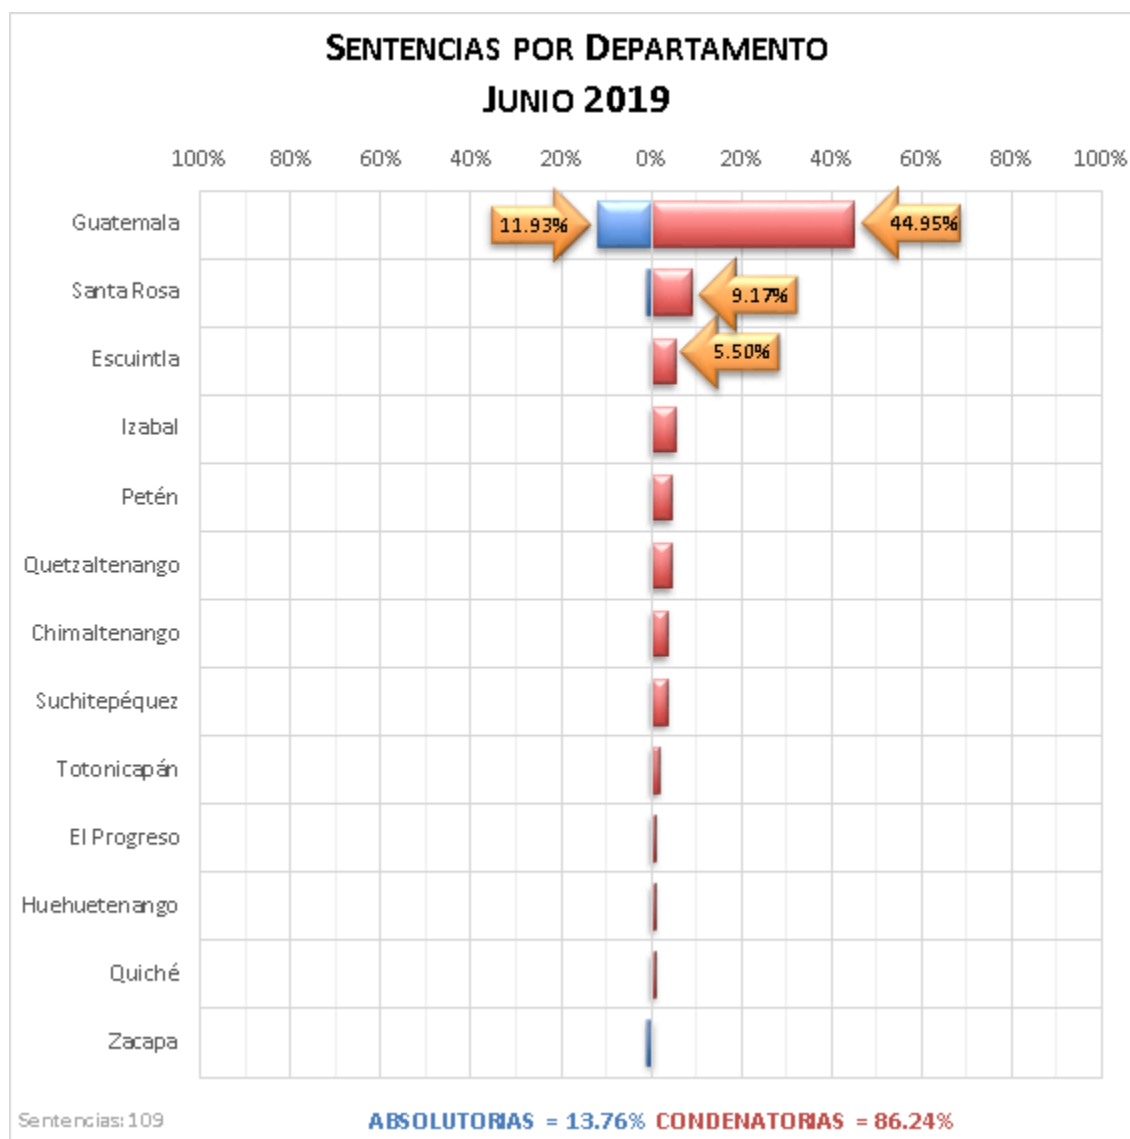 SENTENCIAS POR DEPARTAMENTO
JUNIO 2019
100% 80% 60% 40% 20% 0% 20% 40% 60% 80% 100%
Guatemala 11.93% 44.95%
Santa Rosa 9.17%
Escuintla 5.50%
Izabal
Petén
Quetzaltenango
Chimaltenango
Suchitepéquez
Totonicapán
El Progreso
Huehuetenango
Quiché
Zacapa
Sentencias: 109 ABSOLUTORIAS = 13.76% CONDENATORIAS = 86.24%